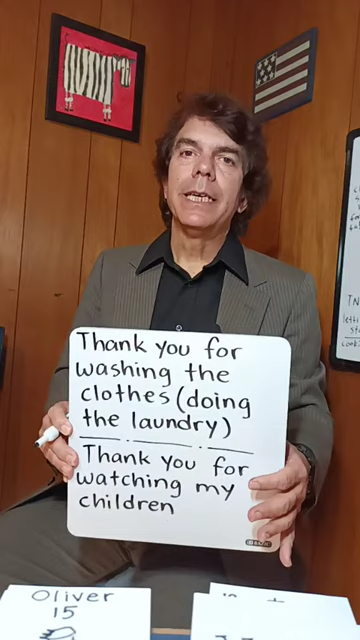 Thank you for
washing the
clothes (doing
the laundry)
Thank you for
watching my
children
Oliver
15